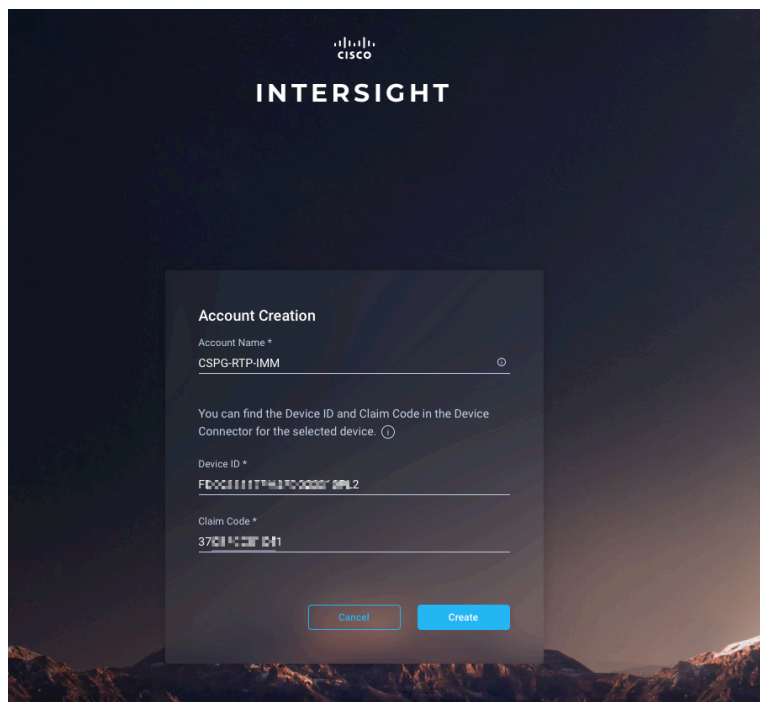 CISCO
INTERSIGHT
Account Creation
Account Name *
CSPG-RTP-IMM
You can find the Device ID and Claim Code in the Device
Connector for the selected device.
Device ID *
Claim Code *
Cancel
Create